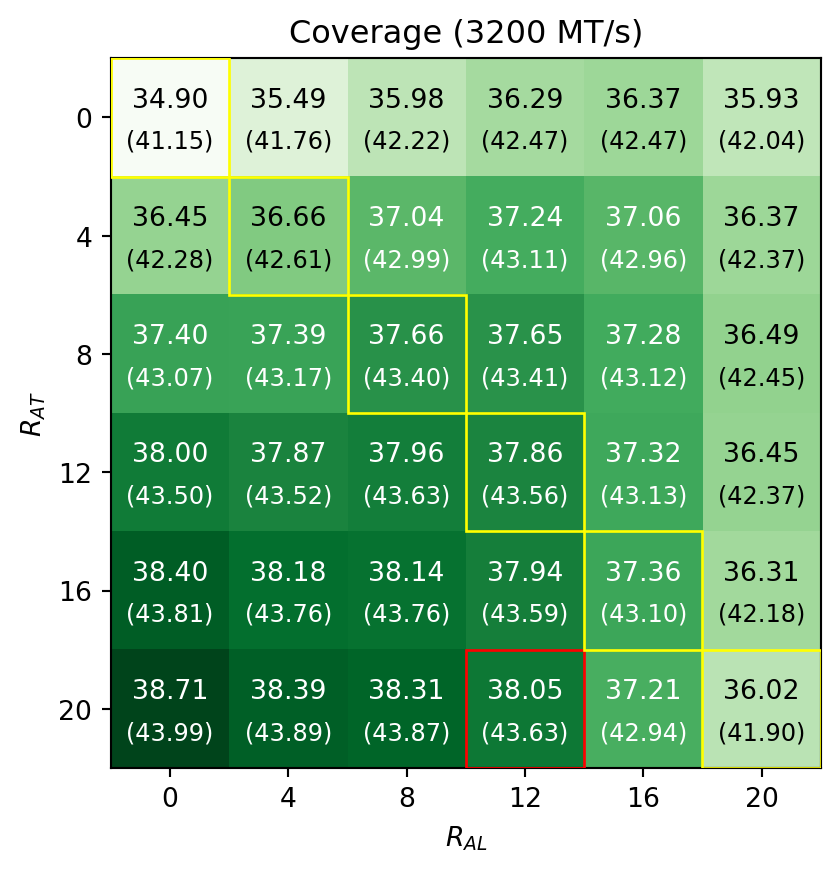 Coverage (3200 MT/s)
34.90 35.49 35.98 36.29 36.37 35.93
0
(41.15) (41.76) (42.22) (42.47) (42.47) (42.04)
36.45 36.66 37.04 37.24 37.06 36.37
4
(42.28) (42.61) (42.99) (43.11) (42.96) (42.37)
37.40 37.39 37.66 37.65 37.28 36.49
8
(43.07) (43.17) (43.40) (43.41) (43.12) (42.45)
R_AT
38.00 37.87 37.96 37.86 37.32 36.45
12
(43.50) (43.52) (43.63) (43.56) (43.13) (42.37)
38.40 38.18 38.14 37.94 37.36 36.31
16
(43.81) (43.76) (43.76) (43.59) (43.10) (42.18)
38.71 38.39 38.31 38.05 37.21 36.02
20
(43.99) (43.89) (43.87) (43.63) (42.94) (41.90)
0 4 8 12 16 20
R_AL